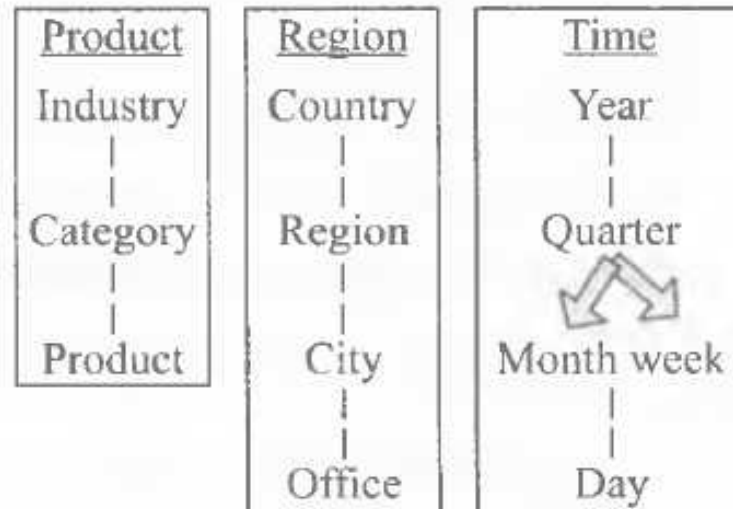 Product
Industry
Category
Product
Region
Country
Region
City
Office
Time
Year
Quarter
Month week
Day